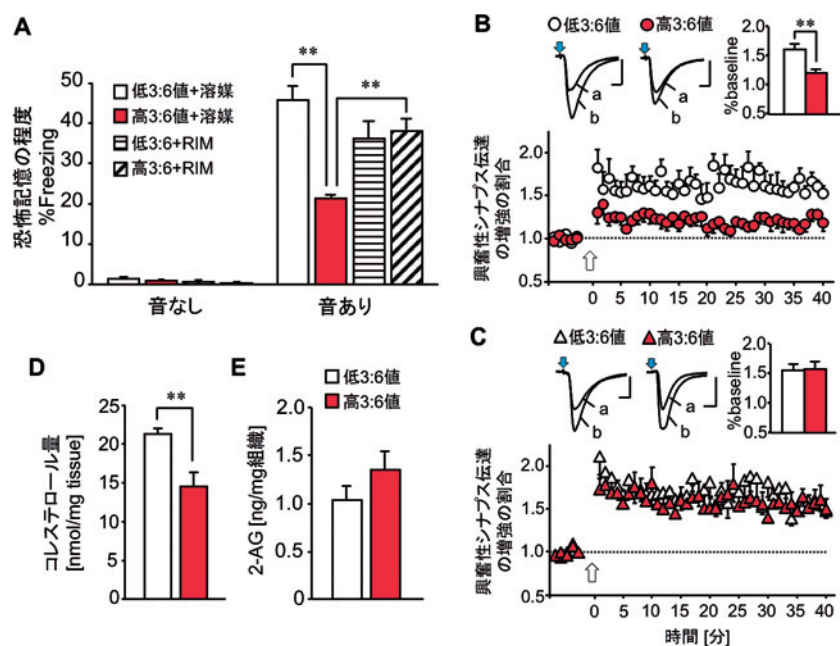 A
恐怖記憶の程度
%Freezing
50
40
30
20
10
0
低3:6値+溶媒
高3:6値+溶媒
低3:6+RIM
高3:6+RIM
**
**
音なし
音あり
B
低3:6値
高3:6値
a
b
a
b
%baseline
2.0
1.5
1.0
0.5
**
興奮性シナプス伝達
の増強の割合
2.0
1.5
1.0
0.5
0
5
10
15
20
25
30
35
40
C
低3:6値
高3:6値
a
b
a
b
%baseline
2.0
1.5
1.0
0.5
興奮性シナプス伝達
の増強の割合
2.0
1.5
1.0
0.5
0
5
10
15
20
25
30
35
40
時間 [分]
D
コレステロール量
[nmol/mg tissue]
25
20
15
10
5
0
**
E
低3:6値
高3:6値
2-AG [ng/mg組織]
2.0
1.5
1.0
0.5
0